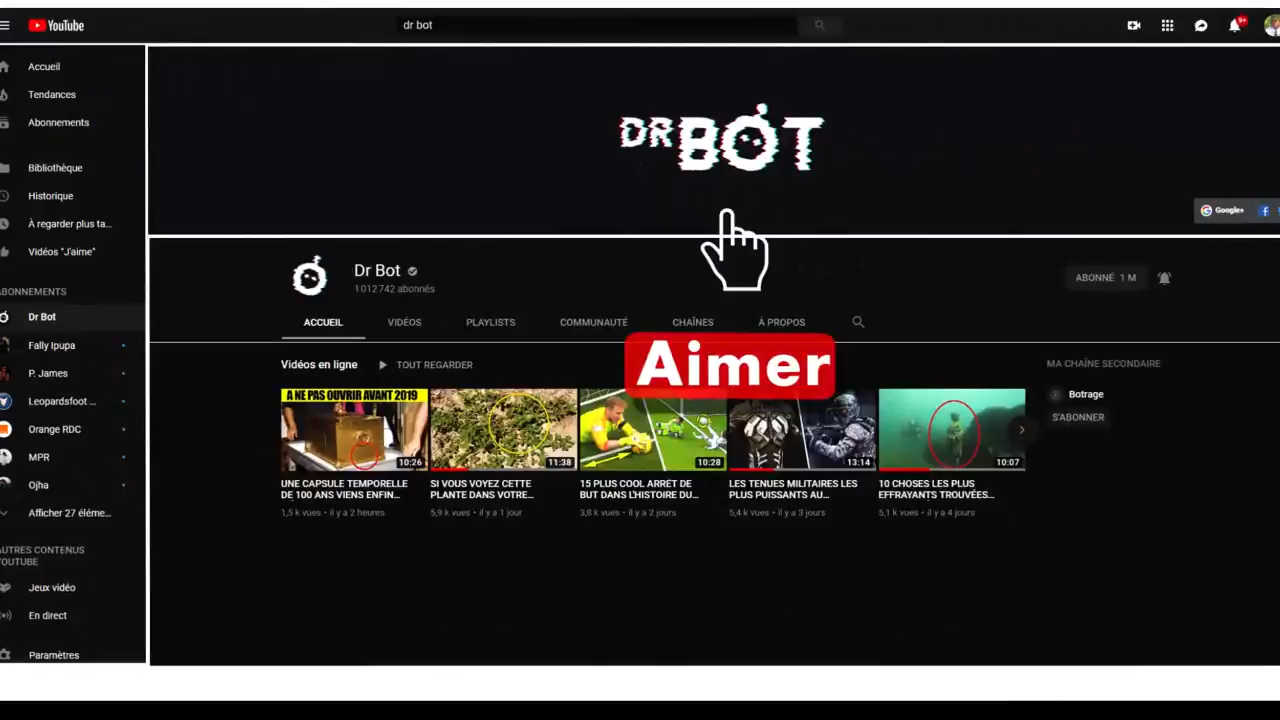 YouTube
dr bot
9+
Accueil
Tendances
Abonnements
Bibliothèque
Historique
À regarder plus ta...
Vidéos "J'aime"
ABONNEMENTS
Dr Bot
Fally Ipupa
P. James
Leopardsfoot ...
Orange RDC
MPR
Ojha
Afficher 27 éléme...
AUTRES CONTENUS
YOUTUBE
Jeux vidéo
En direct
Paramètres
DR BOT
Google+
Dr Bot
1 012 742 abonnés
ABONNÉ 1 M
ACCUEIL VIDÉOS PLAYLISTS COMMUNAUTÉ CHAÎNES À PROPOS
Aimer
Vidéos en ligne TOUT REGARDER
A NE PAS OUVRIR AVANT 2019
10:26
11:38
10:28
13:14
10:07
UNE CAPSULE TEMPORELLE
DE 100 ANS VIENS ENFIN...
1,5 k vues • il y a 2 heures
SI VOUS VOYEZ CETTE
PLANTE DANS VOTRE...
5,9 k vues • il y a 1 jour
15 PLUS COOL ARRÊT DE
BUT DANS L'HISTOIRE DU...
3,8 k vues • il y a 2 jours
LES TENUES MILITAIRES LES
PLUS PUISSANTS AU...
5,4 k vues • il y a 3 jours
10 CHOSES LES PLUS
EFFRAYANTS TROUVÉES...
5,1 k vues • il y a 4 jours
MA CHAÎNE SECONDAIRE
Botrage
S'ABONNER